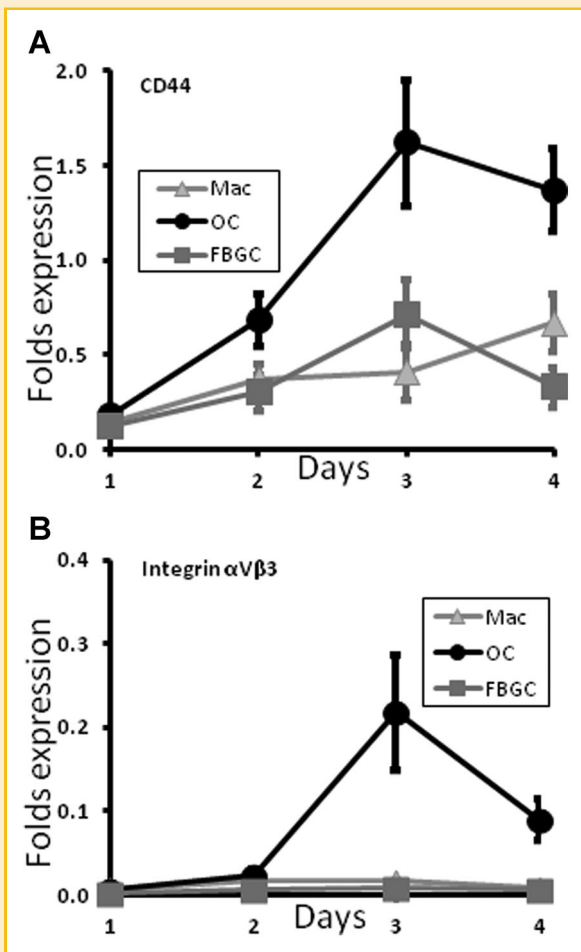 A
CD44
2.0
1.5
1.0
0.5
0.0
Folds expression
Mac
OC
FBGC
1 2 3 4
Days
B
Integrin αVβ3
0.4
0.3
0.2
0.1
0.0
Folds expression
Mac
OC
FBGC
1 2 3 4
Days